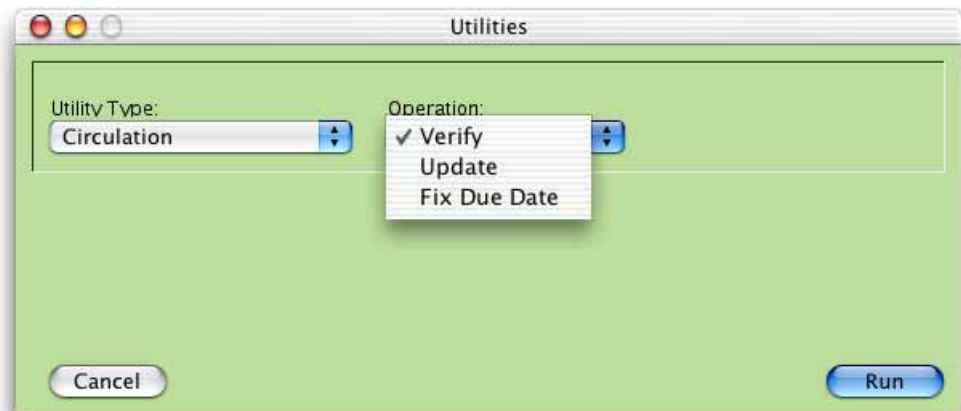 Utilities
Utility Type:
Operation:
Circulation
✓ Verify
Update
Fix Due Date
Cancel
Run